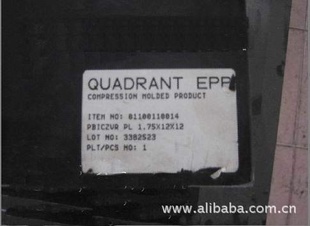 QUADRANT EPP
COMPRESSION MOLDED PRODUCT
ITEM NO: 81100110014
PBICZVR PL 1.75X12X12
LOT NO: 3382523
PLT/PCS NO: 1
www.alibaba.com.cn